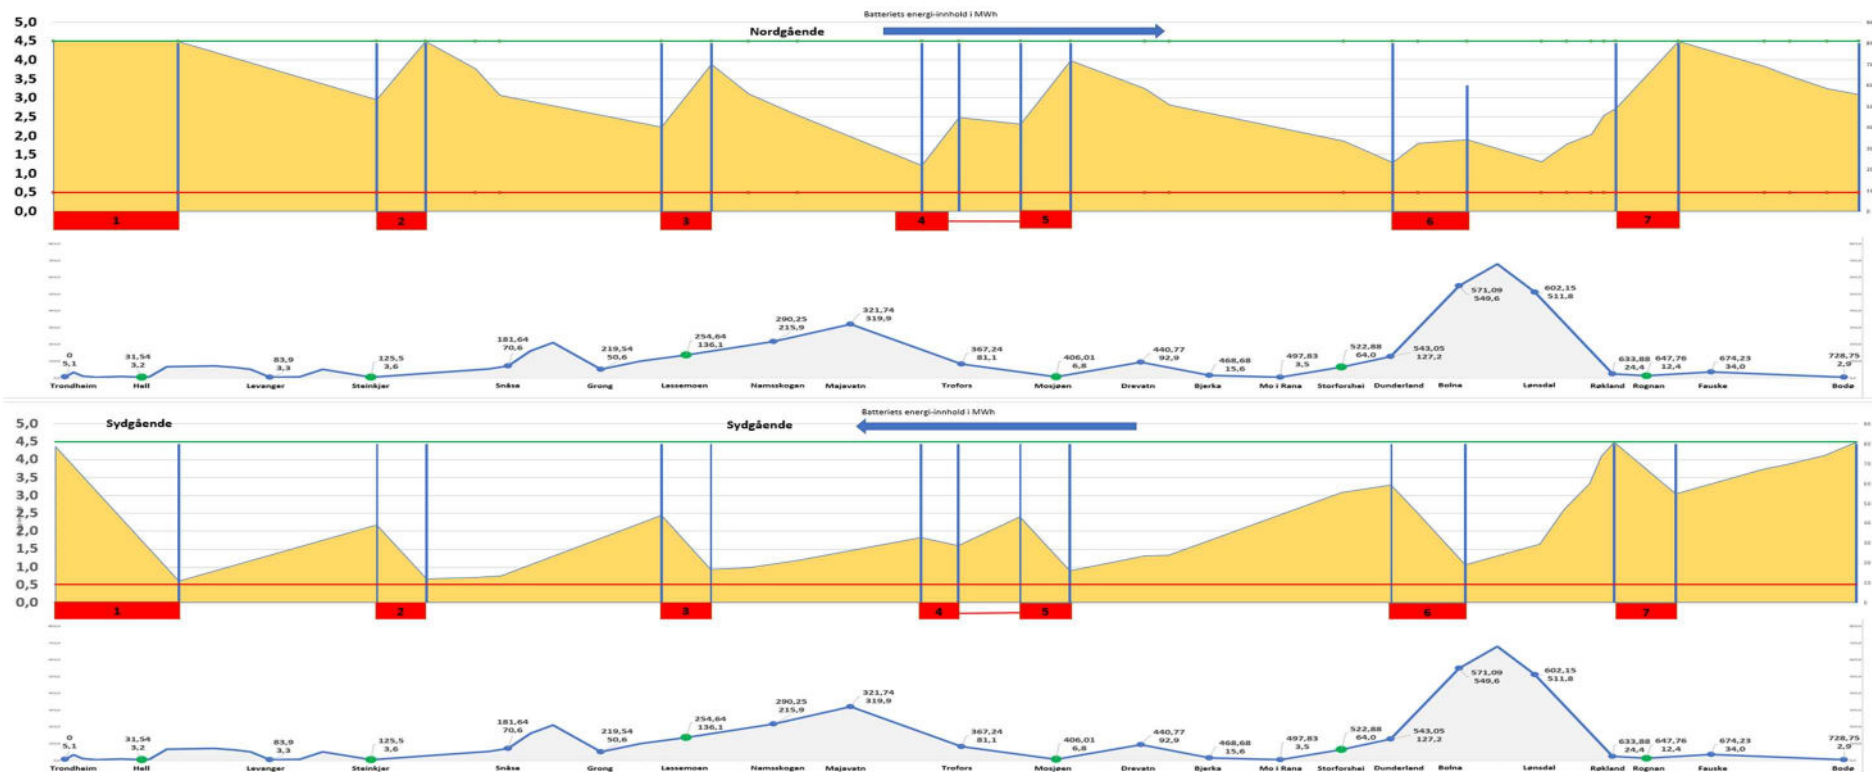 Batteriets energi-innhold i MWh
Nordgående
5,0
4,5
4,0
3,5
3,0
2,5
2,0
1,5
1,0
0,5
0,0
1 2 3 4 5 6 7
0
5,1
Trondheim
31,54
3,2
Hell
83,9
3,3
Levanger
125,5
3,6
Steinkjer
181,64
70,6
Snåsa
219,54
50,6
Grong
254,64
136,1
Lassemoen
290,25
215,9
Namsskogan
321,74
319,9
Majavatn
367,24
81,1
Trofors
406,01
6,8
Mosjøen
440,77
92,9
Drevatn
468,68
15,6
Bjerka
497,83
3,5
Mo i Rana
522,88
64,0
Storforshei
543,05
127,2
Dunderland
571,09
549,6
Bolna
602,15
511,8
Lønsdal
633,88
24,4
Røkland
647,76
12,4
Rognan
674,23
34,0
Fauske
728,75
2,9
Bodø
Batteriets energi-innhold i MWh
Sydgående
Sydgående
5,0
4,5
4,0
3,5
3,0
2,5
2,0
1,5
1,0
0,5
0,0
1 2 3 4 5 6 7
0
5,1
Trondheim
31,54
3,2
Hell
83,9
3,3
Levanger
125,5
3,6
Steinkjer
181,64
70,6
Snåsa
219,54
50,6
Grong
254,64
136,1
Lassemoen
290,25
215,9
Namsskogan
321,74
319,9
Majavatn
367,24
81,1
Trofors
406,01
6,8
Mosjøen
440,77
92,9
Drevatn
468,68
15,6
Bjerka
497,83
3,5
Mo i Rana
522,88
64,0
Storforshei
543,05
127,2
Dunderland
571,09
549,6
Bolna
602,15
511,8
Lønsdal
633,88
24,4
Røkland
647,76
12,4
Rognan
674,23
34,0
Fauske
728,75
2,9
Bodø